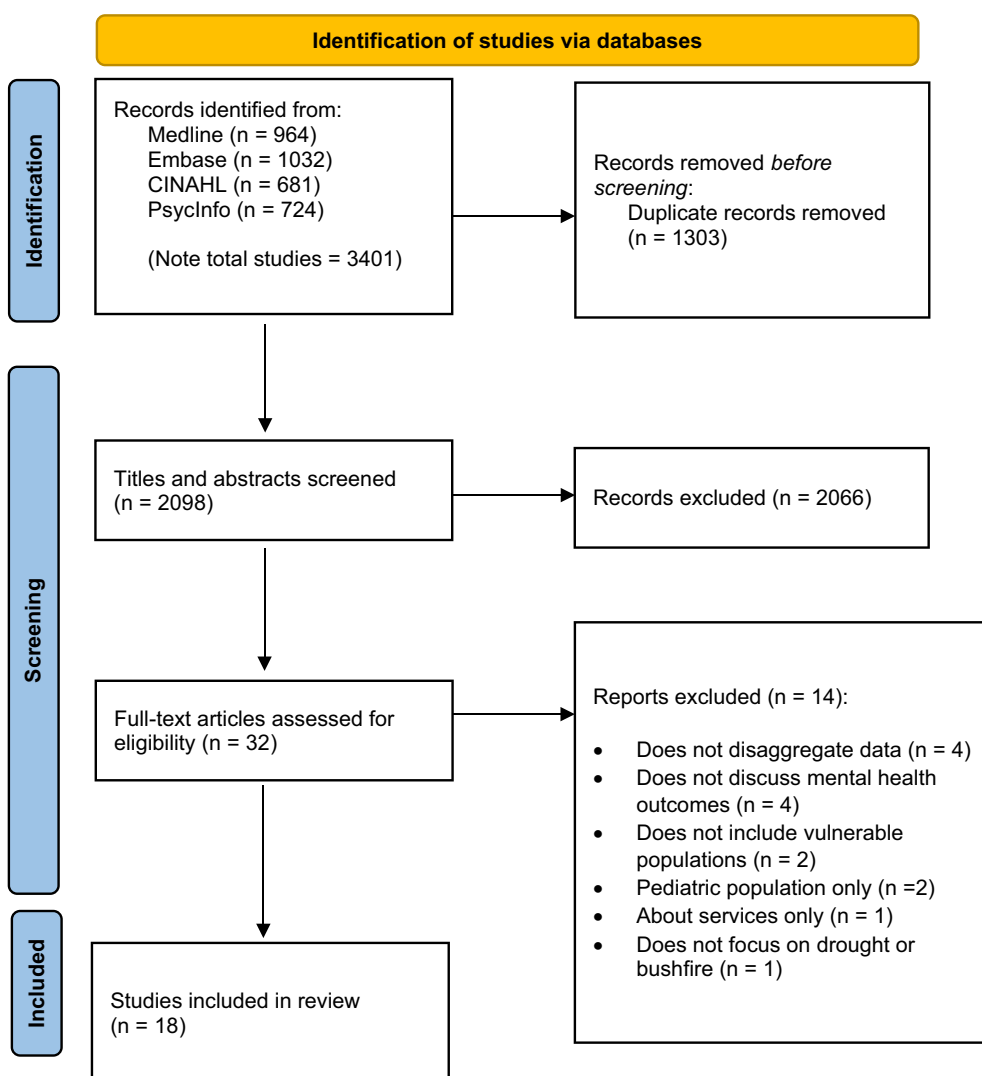 Identification of studies via databases
Identification
Records identified from:
Medline (n = 964)
Embase (n = 1032)
CINAHL (n = 681)
PsycInfo (n = 724)
(Note total studies = 3401)
Records removed before
screening:
Duplicate records removed
(n = 1303)
Screening
Titles and abstracts screened
(n = 2098)
Records excluded (n = 2066)
Full-text articles assessed for
eligibility (n = 32)
Reports excluded (n = 14):
• Does not disaggregate data (n = 4)
• Does not discuss mental health
outcomes (n = 4)
• Does not include vulnerable
populations (n = 2)
• Pediatric population only (n =2)
• About services only (n = 1)
• Does not focus on drought or
bushfire (n = 1)
Included
Studies included in review
(n = 18)